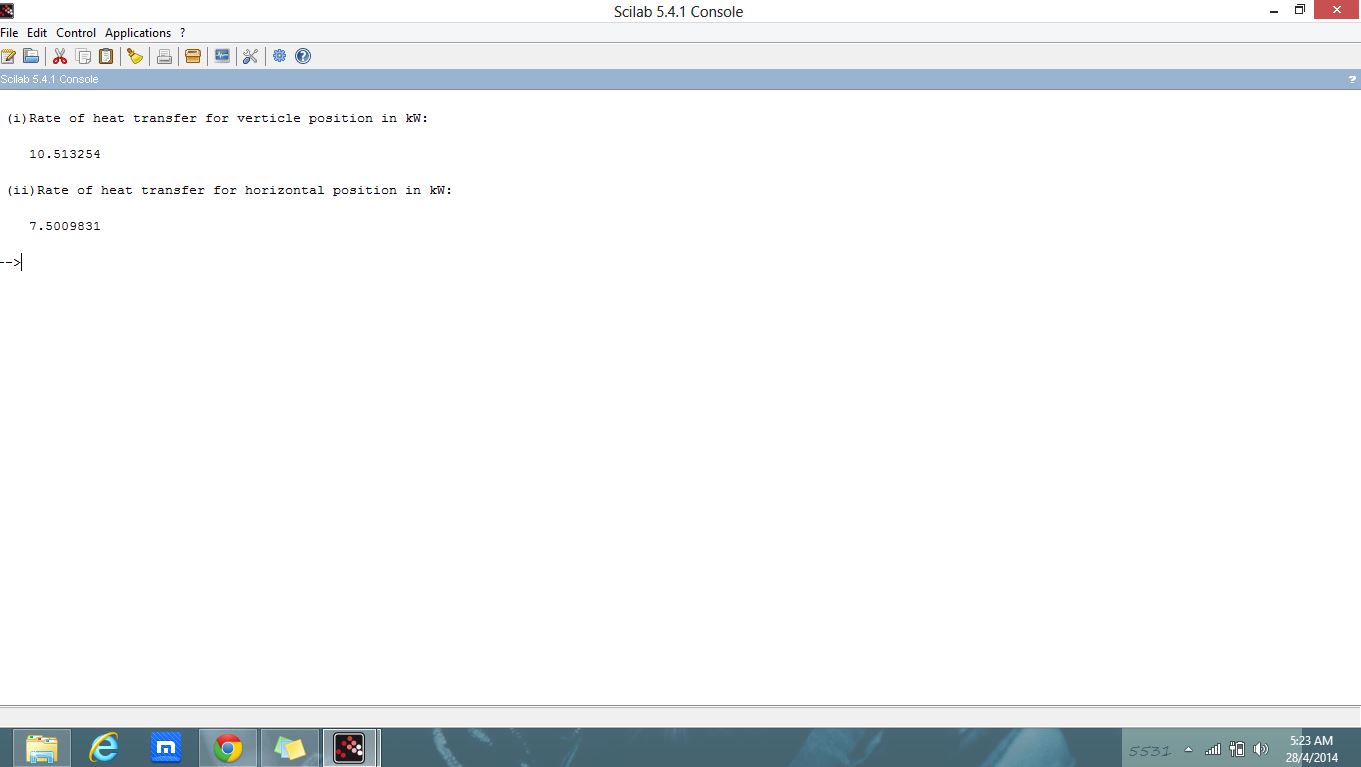 Scilab 5.4.1 Console
File Edit Control Applications ?
Scilab 5.4.1 Console ?
(i)Rate of heat transfer for verticle position in kW:
10.513254
(ii)Rate of heat transfer for horizontal position in kW:
7.5009831
-->
m
5531
5:23 AM
28/4/2014